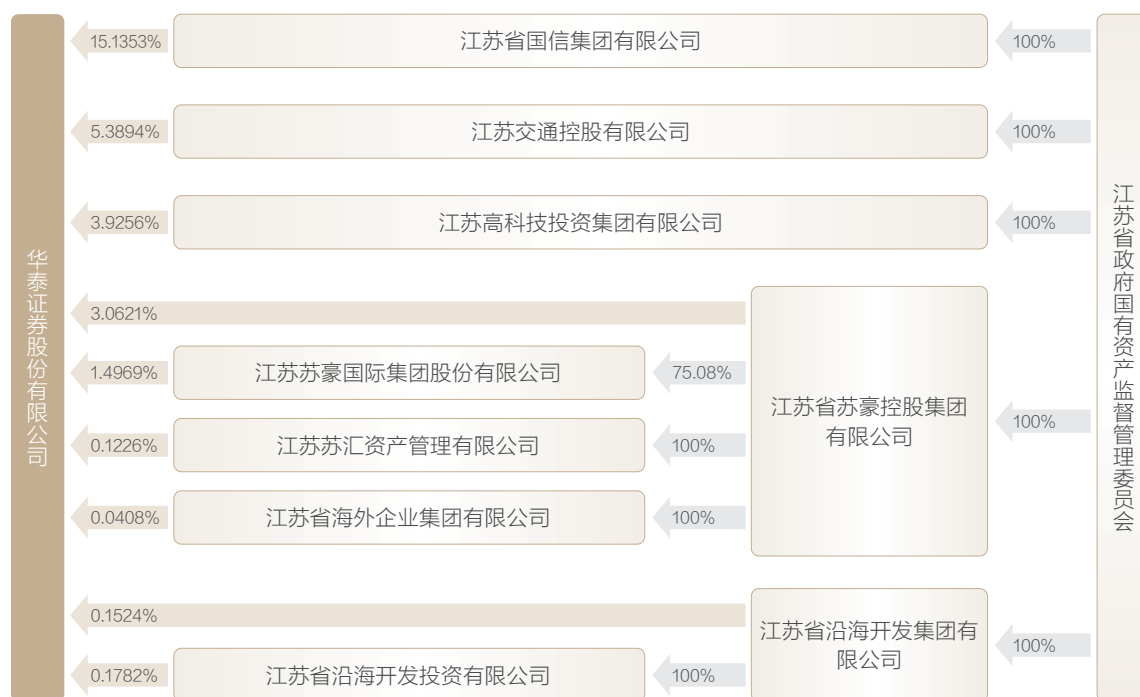 华泰证券股份有限公司
15.1353%
江苏省国信集团有限公司
100%
5.3894%
江苏交通控股有限公司
100%
3.9256%
江苏高科技投资集团有限公司
100%
3.0621%
1.4969%
江苏苏豪国际集团股份有限公司
75.08%
0.1226%
江苏苏汇资产管理有限公司
100%
0.0408%
江苏省海外企业集团有限公司
100%
江苏省苏豪控股集团
有限公司
100%
0.1524%
0.1782%
江苏省沿海开发投资有限公司
100%
江苏省沿海开发集团有
限公司
100%
江苏省政府国有资产监督管理委员会